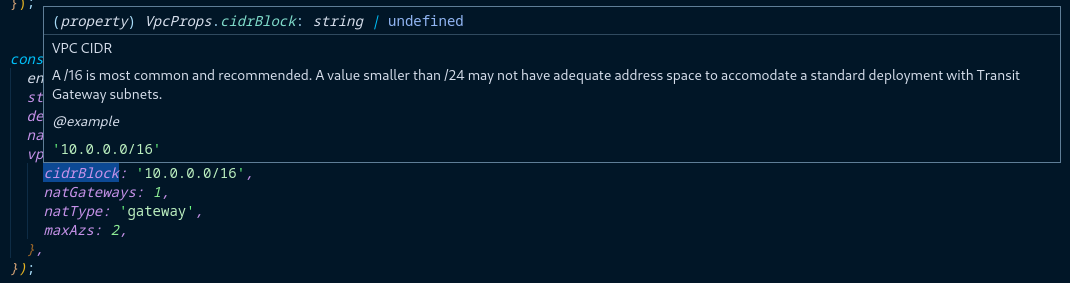 });
(property) VpcProps.cidrBlock: string | undefined
VPC CIDR
A /16 is most common and recommended. A value smaller than /24 may not have adequate address space to accomodate a standard deployment with Transit
Gateway subnets.
@example
'10.0.0.0/16'
cons
en
st
de
na
vp
cidrBlock: '10.0.0.0/16',
natGateways: 1,
natType: 'gateway',
maxAzs: 2,
},
});